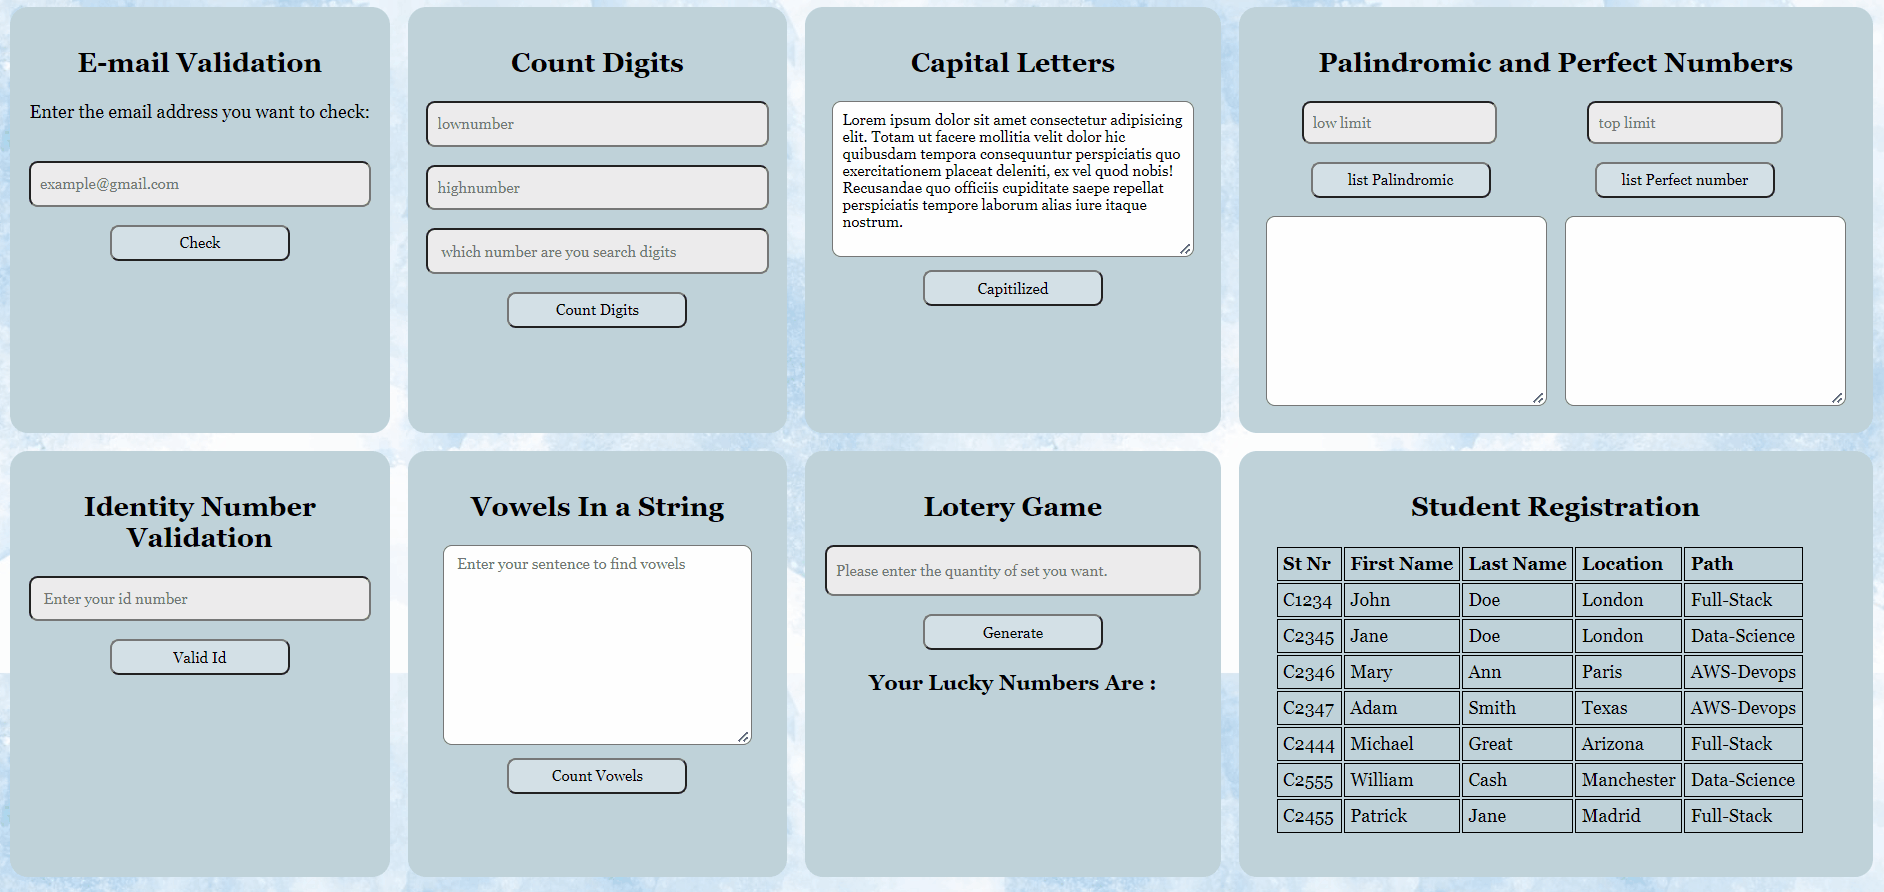 E-mail Validation
Enter the email address you want to check:
example@gmail.com
Check
Count Digits
lownumber
highnumber
which number are you search digits
Count Digits
Capital Letters
Lorem ipsum dolor sit amet consectetur adipisicing
elit. Totam ut facere mollitia velit dolor hic
quibusdam tempora consequuntur perspiciatis quo
exercitationem placeat deleniti, ex vel quod nobis!
Recusandae quo officiis cupiditate saepe repellat
perspiciatis tempore laborum alias iure itaque
nostrum.
Capitilized
Palindromic and Perfect Numbers
low limit
top limit
list Palindromic
list Perfect number
Identity Number
Validation
Enter your id number
Valid Id
Vowels In a String
Enter your sentence to find vowels
Count Vowels
Lotery Game
Please enter the quantity of set you want.
Generate
Your Lucky Numbers Are :
Student Registration
St Nr First Name Last Name Location Path
C1234 John Doe London Full-Stack
C2345 Jane Doe London Data-Science
C2346 Mary Ann Paris AWS-Devops
C2347 Adam Smith Texas AWS-Devops
C2444 Michael Great Arizona Full-Stack
C2555 William Cash Manchester Data-Science
C2455 Patrick Jane Madrid Full-Stack